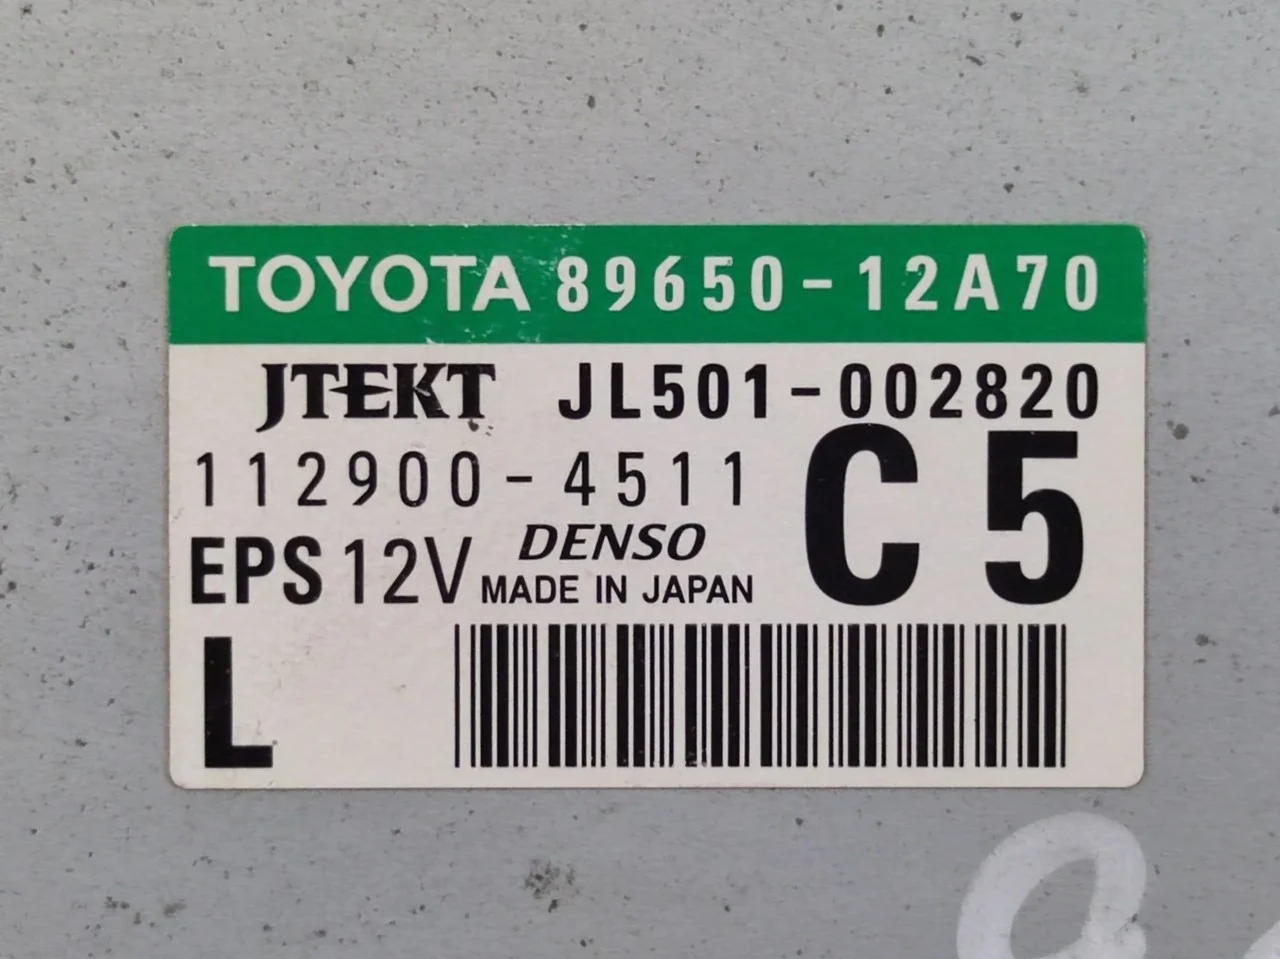 TOYOTA 89650-12A70
JTEKT JL501-002820
112900-4511
C5
EPS 12V DENSO
MADE IN JAPAN
L